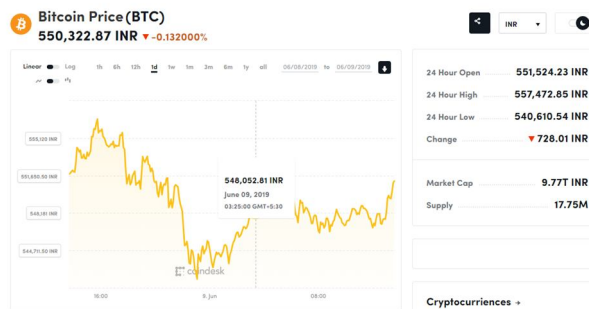 Bitcoin Price (BTC)
550,322.87 INR ▼ -0.132000%
INR ▼
Linear Log 1h 6h 12h 1d 1w 1m 2m 6m 1y all 06/08/2019 to 06/09/2019
555,120 INR
551,650.50 INR
548,181 INR
544,711.50 INR
548,052.81 INR
June 09, 2019
03:25:00 GMT+5:30
coindesk
16:00 9. Jun 08:00
24 Hour Open 551,524.23 INR
24 Hour High 557,472.85 INR
24 Hour Low 540,610.54 INR
Change ▼ 728.01 INR
Market Cap 9.77T INR
Supply 17.75M
Cryptocurriences →